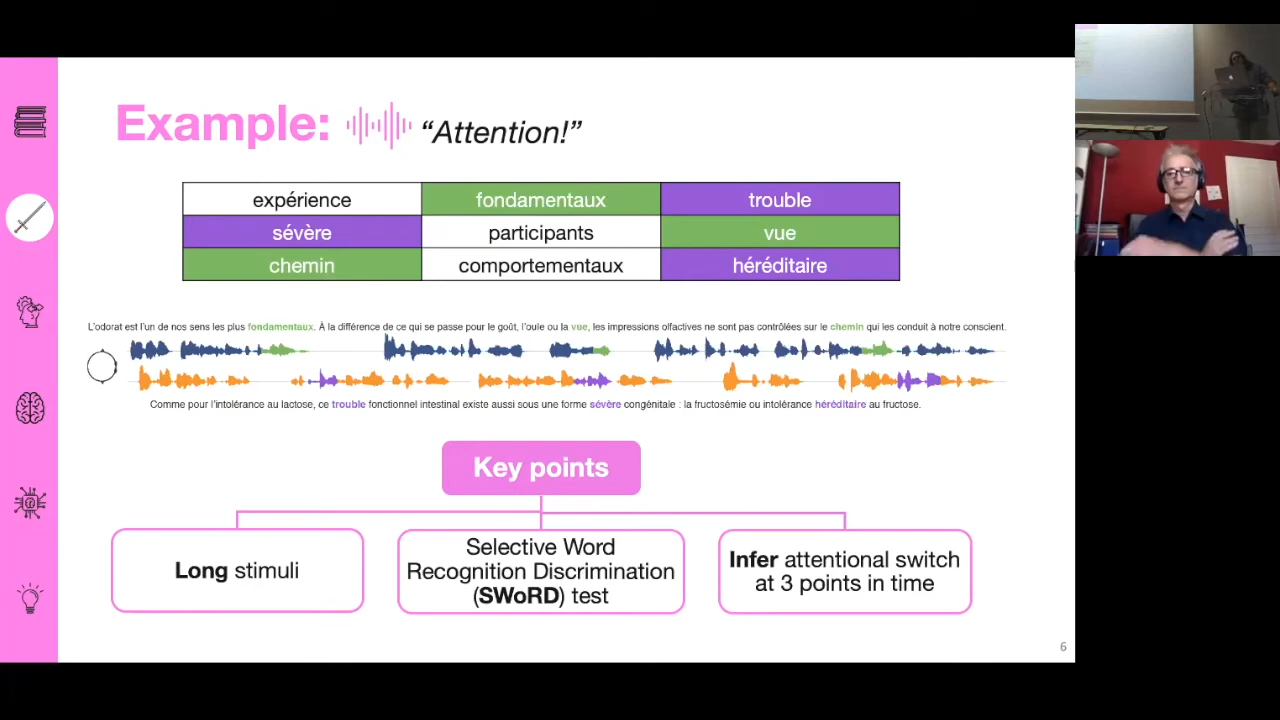 Example: “Attention!”
expérience fondamentaux trouble
sévère participants vue
chemin comportementaux héréditaire
L'odorat est l'un de nos sens les plus fondamentaux. À la différence de ce qui se passe pour le goût, l'ouïe ou la vue, les impressions olfactives ne sont pas contrôlées sur le chemin qui les conduit à notre conscient.
Comme pour l'intolérance au lactose, ce trouble fonctionnel intestinal existe aussi sous une forme sévère congénitale : la fructosémie ou intolérance héréditaire au fructose.
Key points
Long stimuli
Selective Word
Recognition Discrimination
(SWoRD) test
Infer attentional switch
at 3 points in time
6